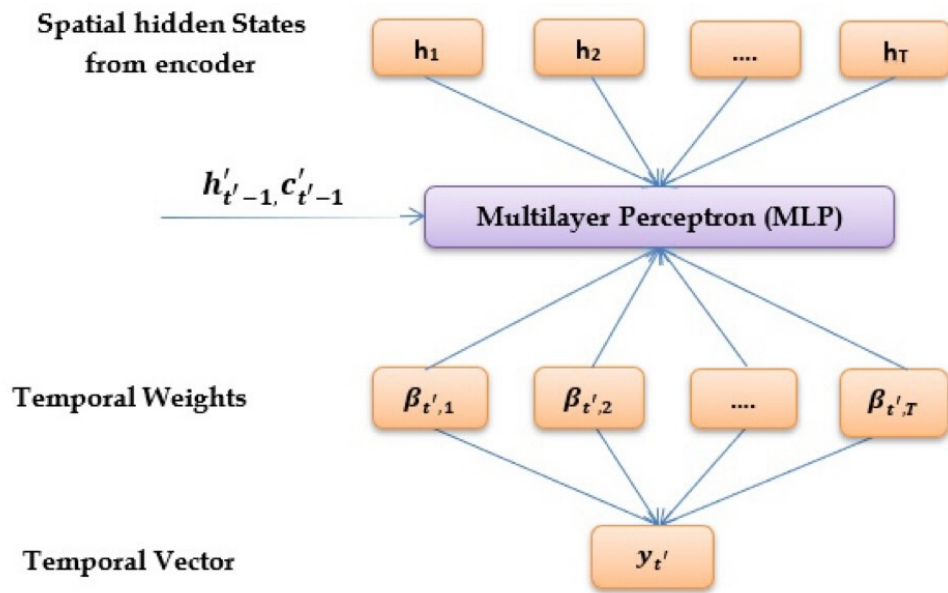 Spatial hidden States
from encoder
h₁ h₂ .... hT
h′t′−1, c′t′−1
Multilayer Perceptron (MLP)
Temporal Weights
βt′,1 βt′,2 .... βt′,T
Temporal Vector
yt′